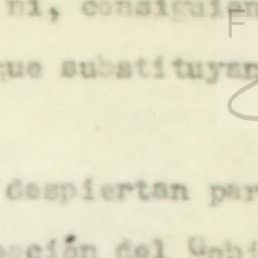 ni, consiguien
que substituyan
despiertan par
ación del Gobi